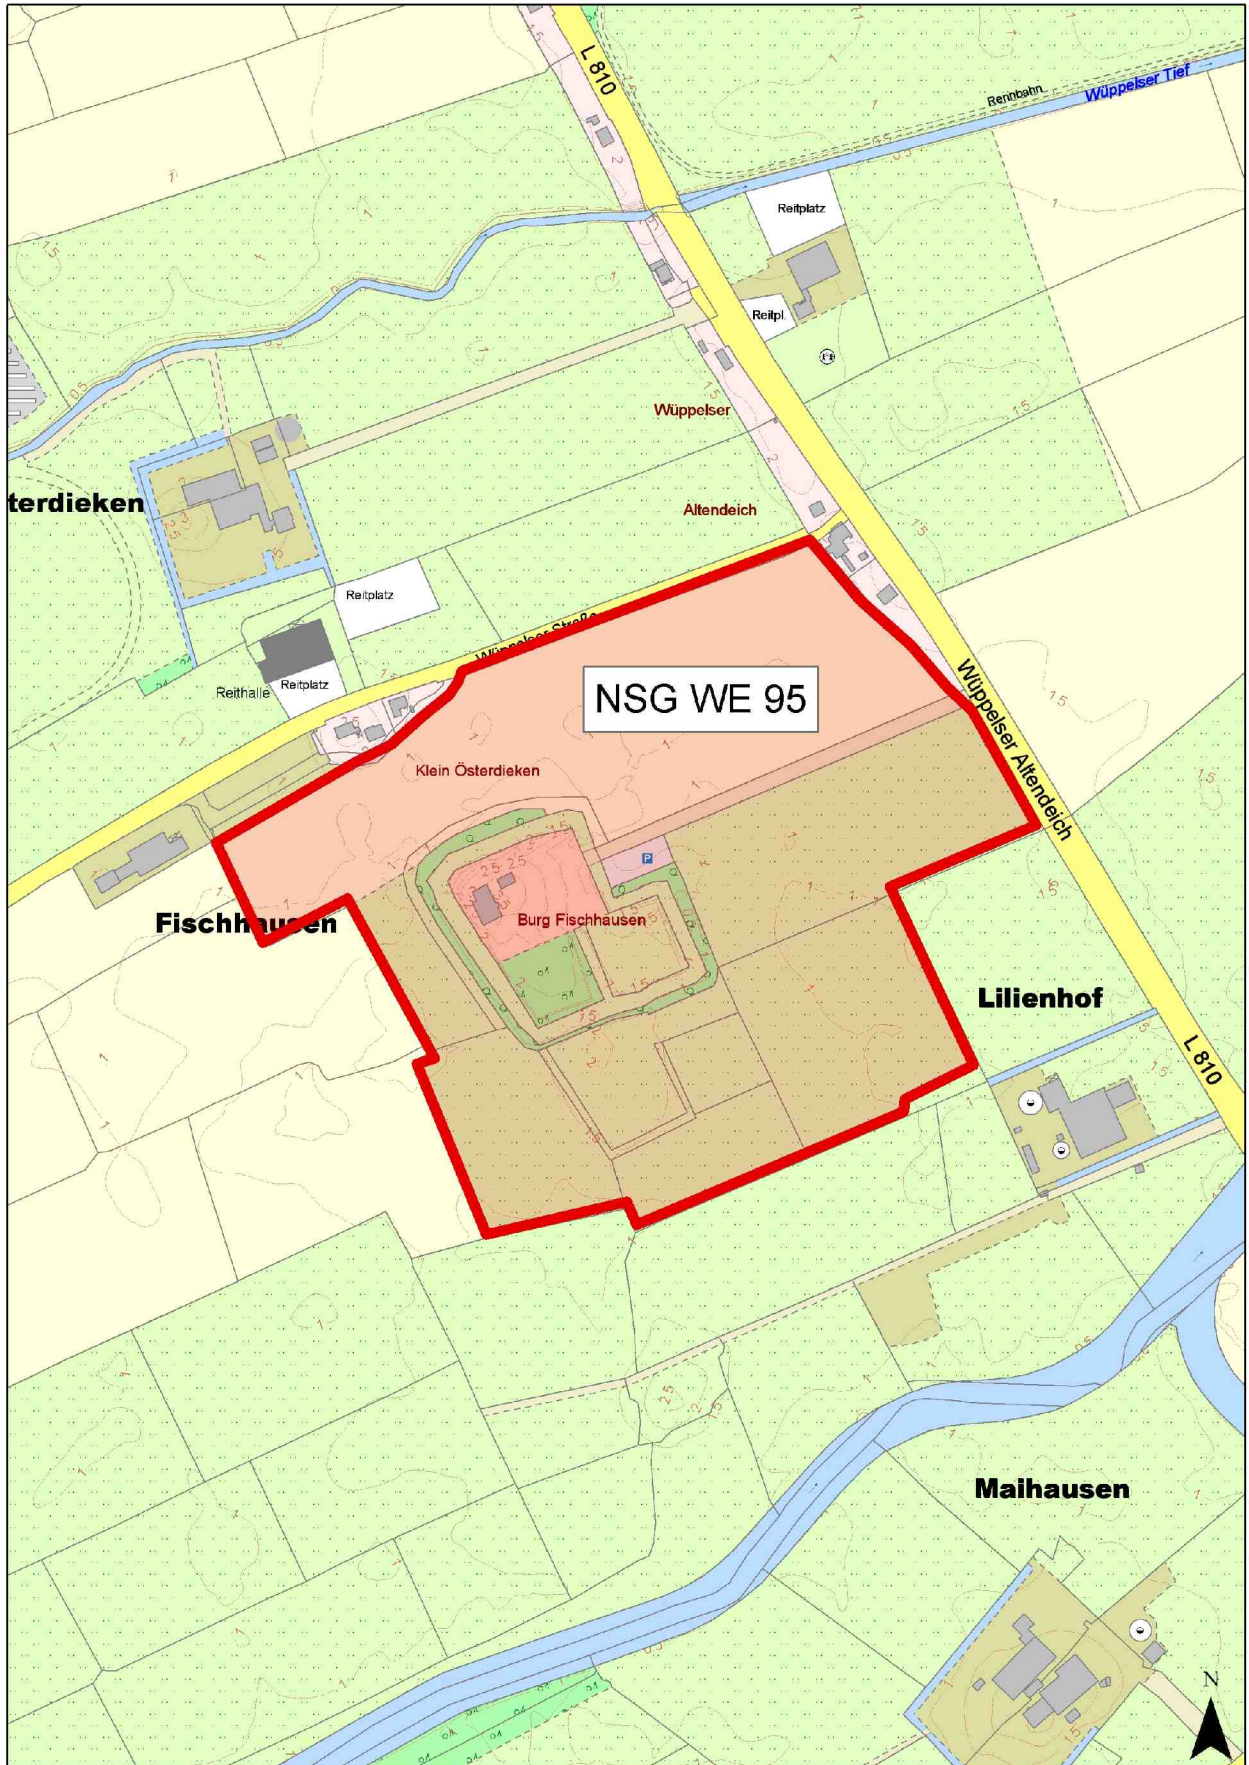 L 810
Rennbahn
Wüppelser Tief
Reitplatz
Reitpl.
Wüppelser
terdieken
Altendeich
Reitplatz
Wüppelser Straße
Reithalle
Reitplatz
NSG WE 95
Wüppelser Altendeich
Klein Österdieken
P
Fischhausen
Burg Fischhausen
Lilienhof
L 810
Maihausen
N